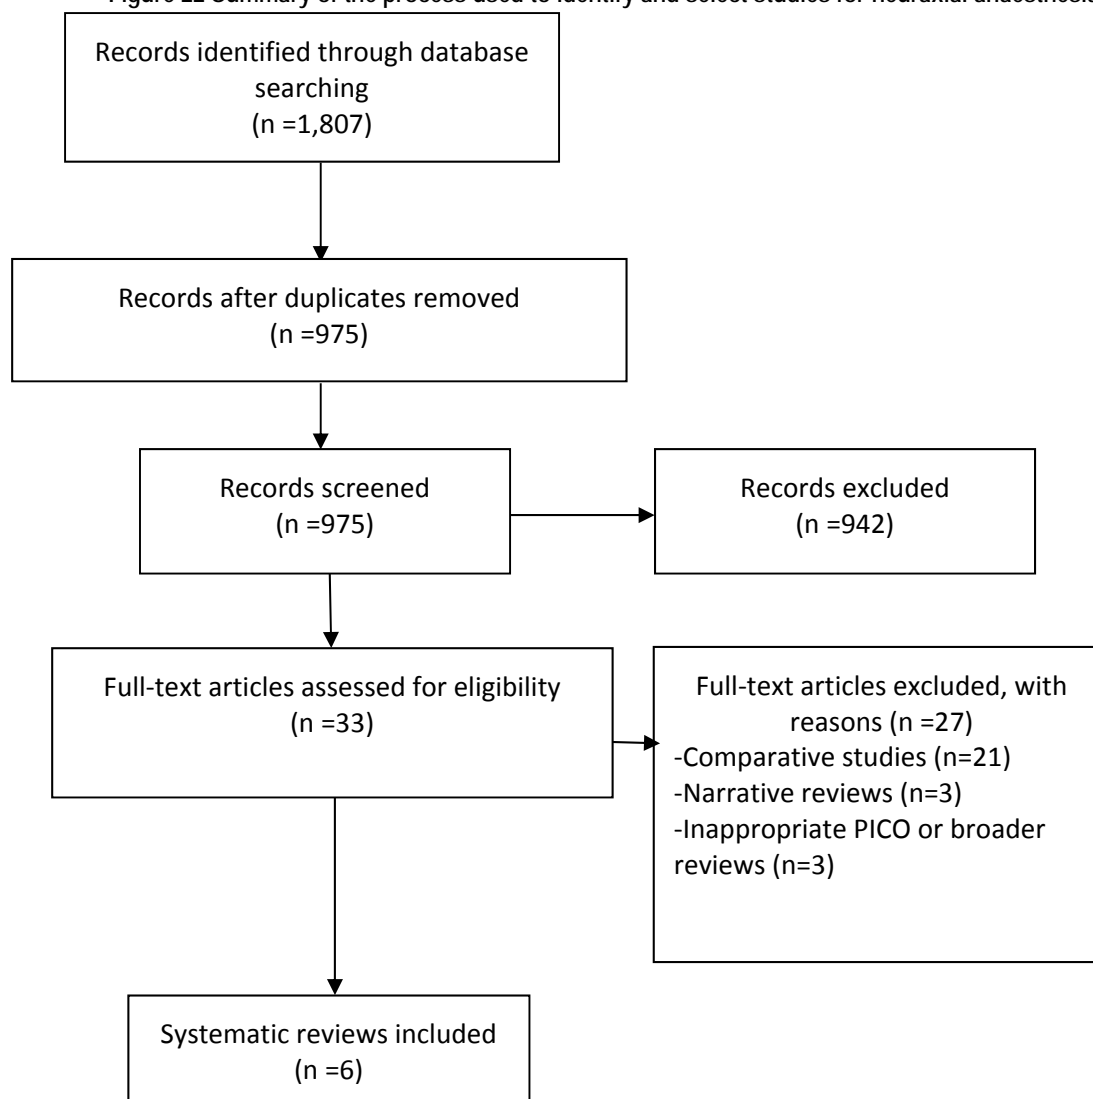 Summary of the process used to identify and select studies for neuraxial
Records identified through database
searching
(n =1,807)
Records after duplicates removed
(n =975)
Records screened
(n =975)
Records excluded
(n =942)
Full-text articles assessed for eligibility
(n =33)
Full-text articles excluded, with
reasons (n =27)
-Comparative studies (n=21)
-Narrative reviews (n=3)
-Inappropriate PICO or broader
reviews (n=3)
Systematic reviews included
(n =6)